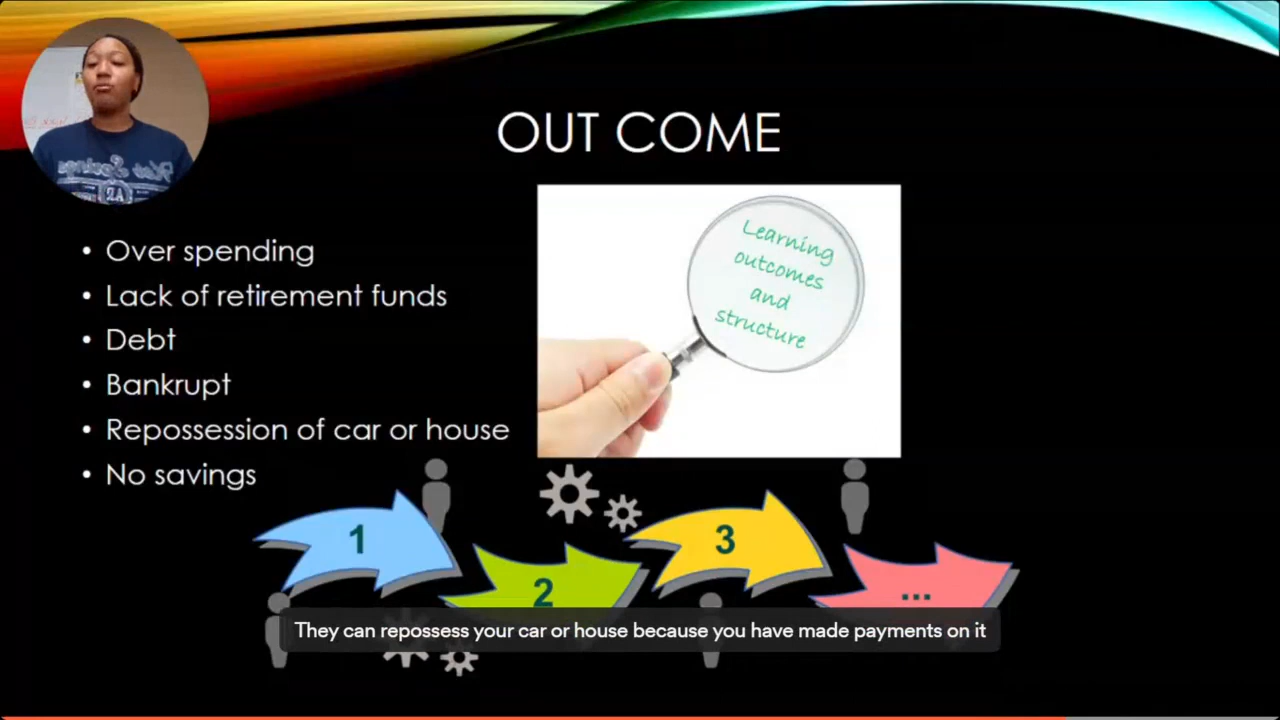 OUT COME
Over spending
Lack of retirement funds
Debt
Bankrupt
Repossession of car or house
No savings
Learning
outcomes
and
structure
1
2
3
...
They can repossess your car or house because you have made payments on it